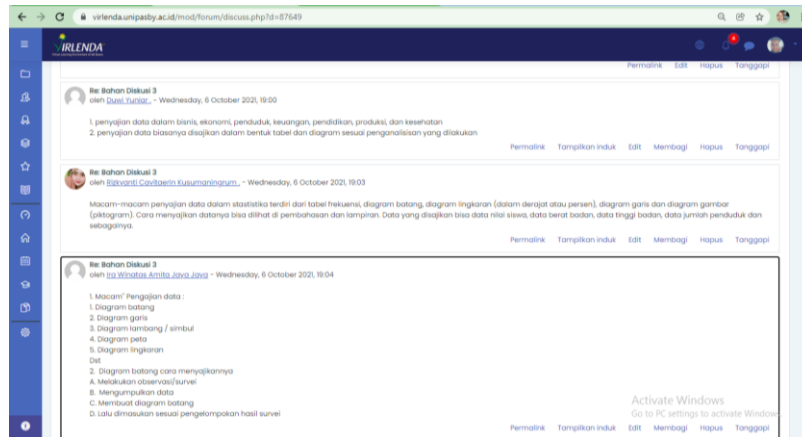 virlenda.unipasby.ac.id/mod/forum/discuss.php?d=87649
VIRLENDA
Permalink Edit Hapus Tanggapi
Re: Bahan Diskusi 3
oleh Duwi Yuniar . - Wednesday, 6 October 2021, 19:00
1. penyajian data dalam bisnis, ekonomi, penduduk, keuangan, pendidikan, produksi, dan kesehatan
2. penyajian data biasanya disajikan dalam bentuk tabel dan diagram sesuai penganalisisan yang dilakukan
Permalink Tampilkan induk Edit Membagi Hapus Tanggapi
Re: Bahan Diskusi 3
oleh Rizkyanti Cavitaerin Kusumaningrum . - Wednesday, 6 October 2021, 19:03
Macam-macam penyajian data dalam stastistika terdiri dari tabel frekuensi, diagram batang, diagram lingkaran (dalam derajat atau persen), diagram garis dan diagram gambar
(piktogram). Cara menyajikan datanya bisa dilihat di pembahasan dan lampiran. Data yang disajikan bisa data nilai siswa, data berat badan, data tinggi badan, data jumlah penduduk dan
sebagainya.
Permalink Tampilkan induk Edit Membagi Hapus Tanggapi
Re: Bahan Diskusi 3
oleh Ira Winatas Amita Jaya Jaya - Wednesday, 6 October 2021, 19:04
1. Macam" Pengajian data :
1. Diagram batang
2. Diagram garis
3. Diagram lambang / simbul
4. Diagram peta
5. Diagram lingkaran
Dst
2. Diagram batang cara menyajikannya
A. Melakukan observasi/survei
B. Mengumpulkan data
C. Membuat diagram batang
D. Lalu dimasukan sesuai pengelompokan hasil survei
Activate Windows
Go to PC settings to activate Windows
Permalink Tampilkan induk Edit Membagi Hapus Tanggapi